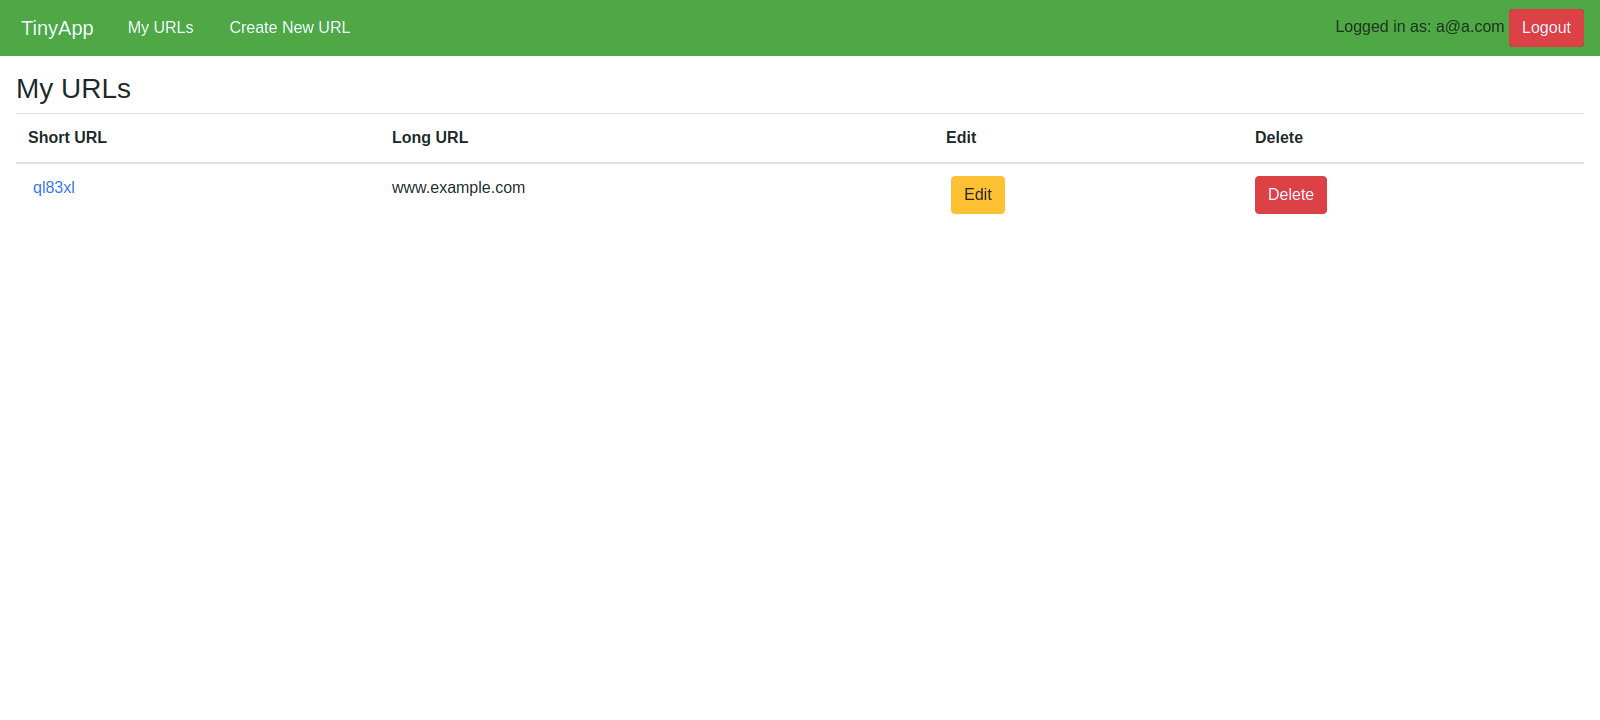 TinyApp My URLs Create New URL Logged in as: a@a.com Logout
My URLs
Short URL Long URL Edit Delete
ql83xl www.example.com Edit Delete